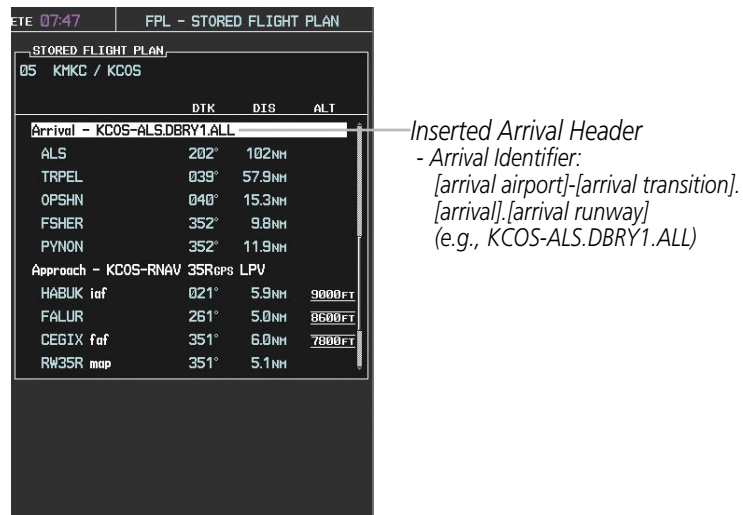 ETE 07:47 FPL - STORED FLIGHT PLAN
STORED FLIGHT PLAN
05 KMKC / KCOS
DTK DIS ALT
Arrival - KCOS-ALS.DBRY1.ALL
ALS 202° 102NM
TRPEL 039° 57.9NM
OPSHN 040° 15.3NM
FSHER 352° 9.8NM
PYNON 352° 11.9NM
Approach - KCOS-RNAV 35RGPS LPV
HABUK iaf 021° 5.9NM 9000FT
FALUR 261° 5.0NM 8600FT
CEGIX faf 351° 6.0NM 7800FT
RW35R map 351° 5.1NM
Inserted Arrival Header
- Arrival Identifier:
[arrival airport]-[arrival transition].
[arrival].[arrival runway]
(e.g., KCOS-ALS.DBRY1.ALL)